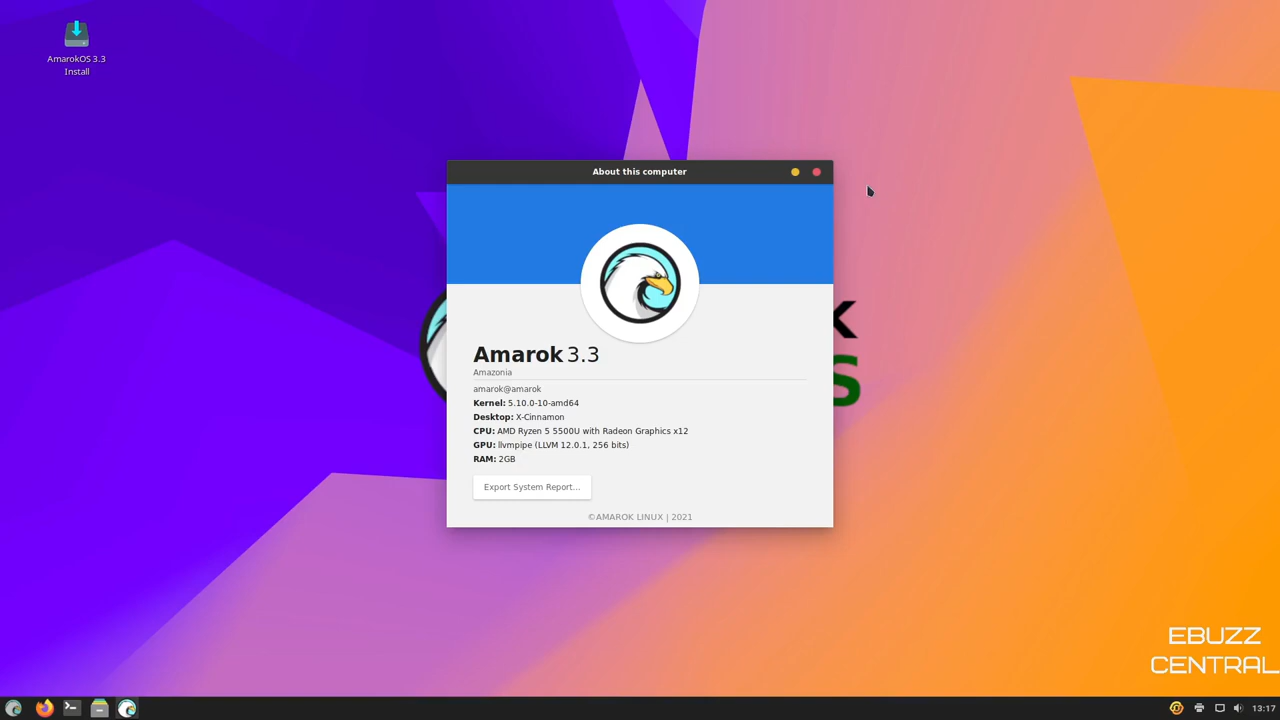 AmarokOS 3.3
Install
About this computer
Amarok 3.3
Amazonia
amarok@amarok
Kernel: 5.10.0-10-amd64
Desktop: X-Cinnamon
CPU: AMD Ryzen 5 5500U with Radeon Graphics x12
GPU: llvmpipe (LLVM 12.0.1, 256 bits)
RAM: 2GB
Export System Report...
©AMAROK LINUX | 2021
EBUZZ
CENTRAL
13:17